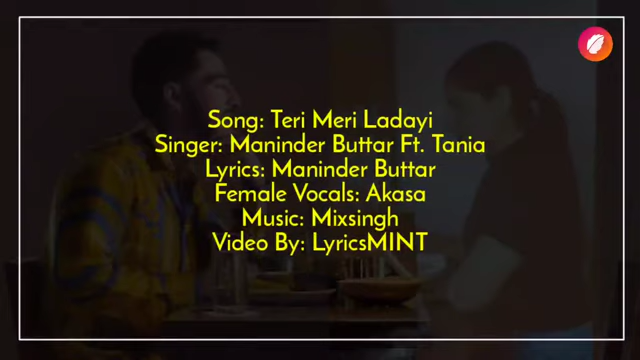 Song: Teri Meri Ladayi
Singer: Maninder Buttar Ft. Tania
Lyrics: Maninder Buttar
Female Vocals: Akasa
Music: Mixsingh
Video By: LyricsMINT